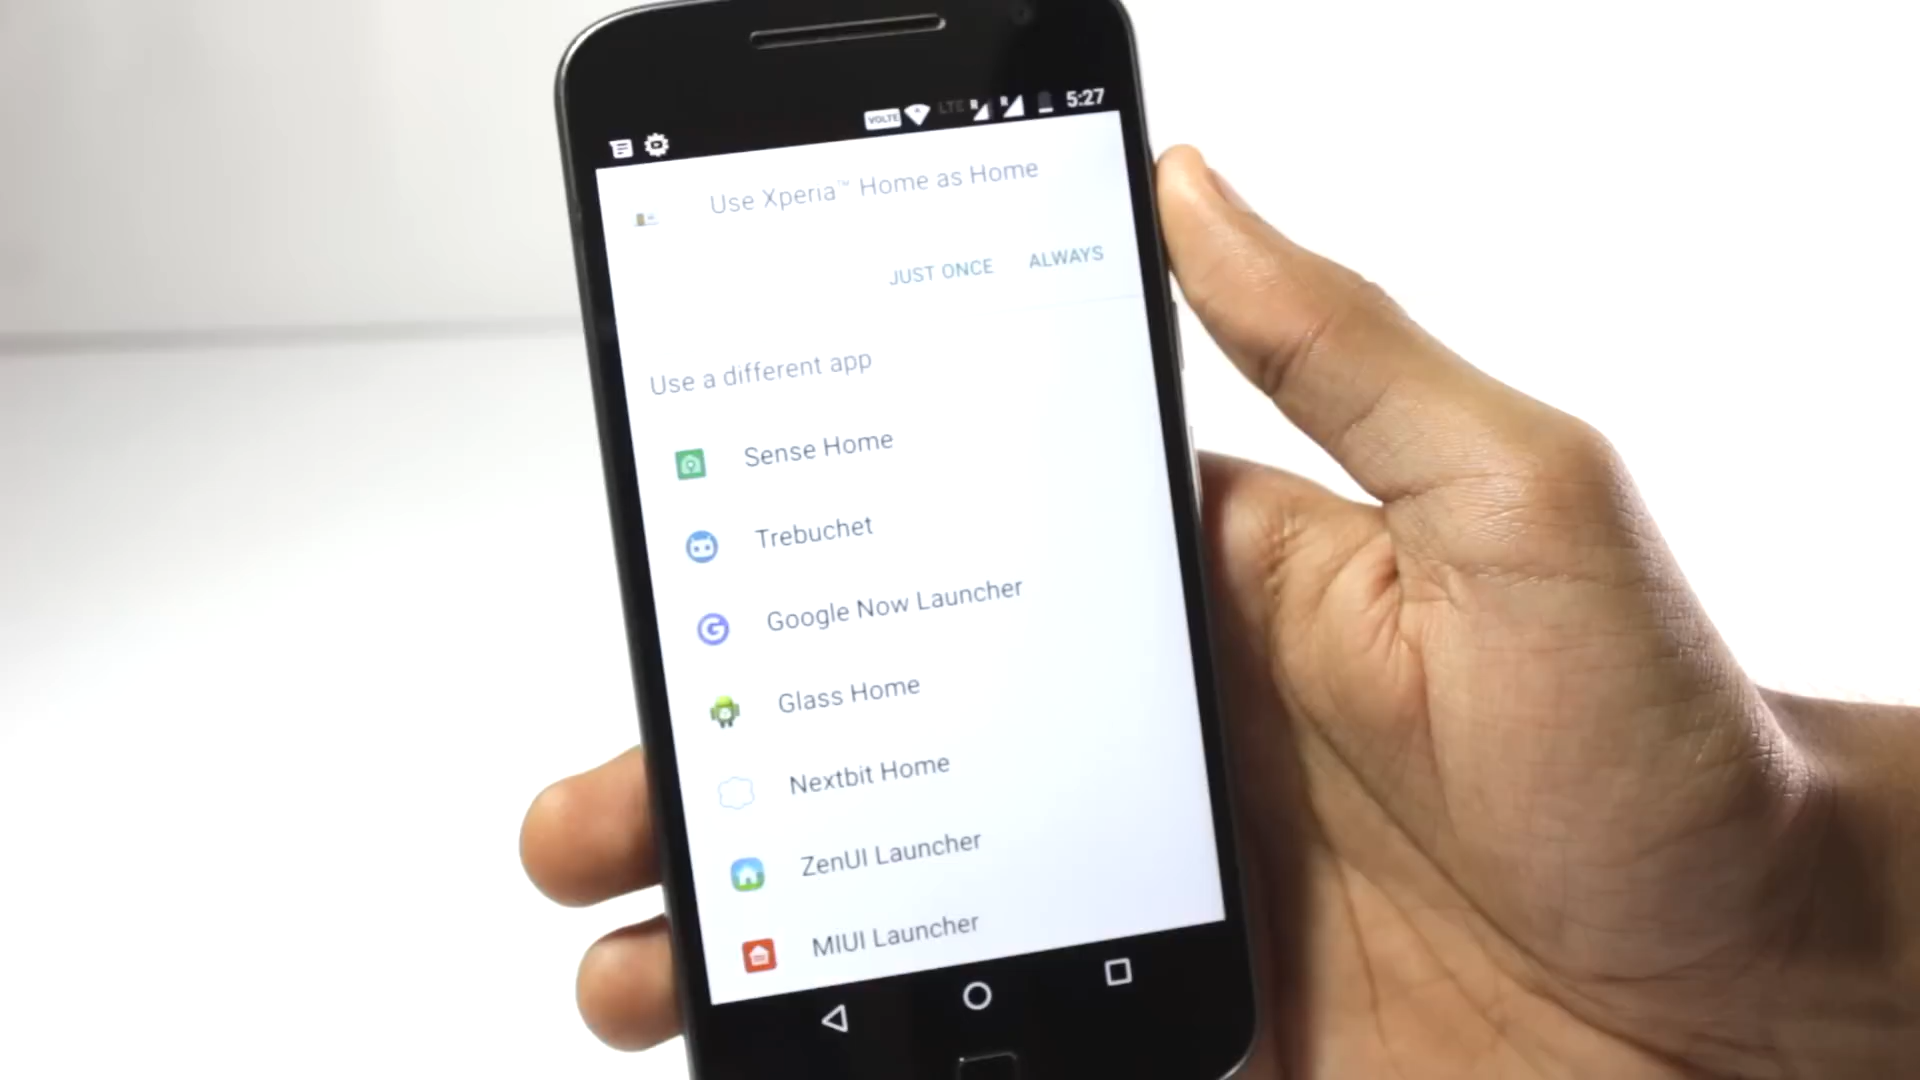 VOLTE LTE R R 5:27
Use Xperia™ Home as Home
JUST ONCE ALWAYS
Use a different app
Sense Home
Trebuchet
Google Now Launcher
Glass Home
Nextbit Home
ZenUI Launcher
MIUI Launcher